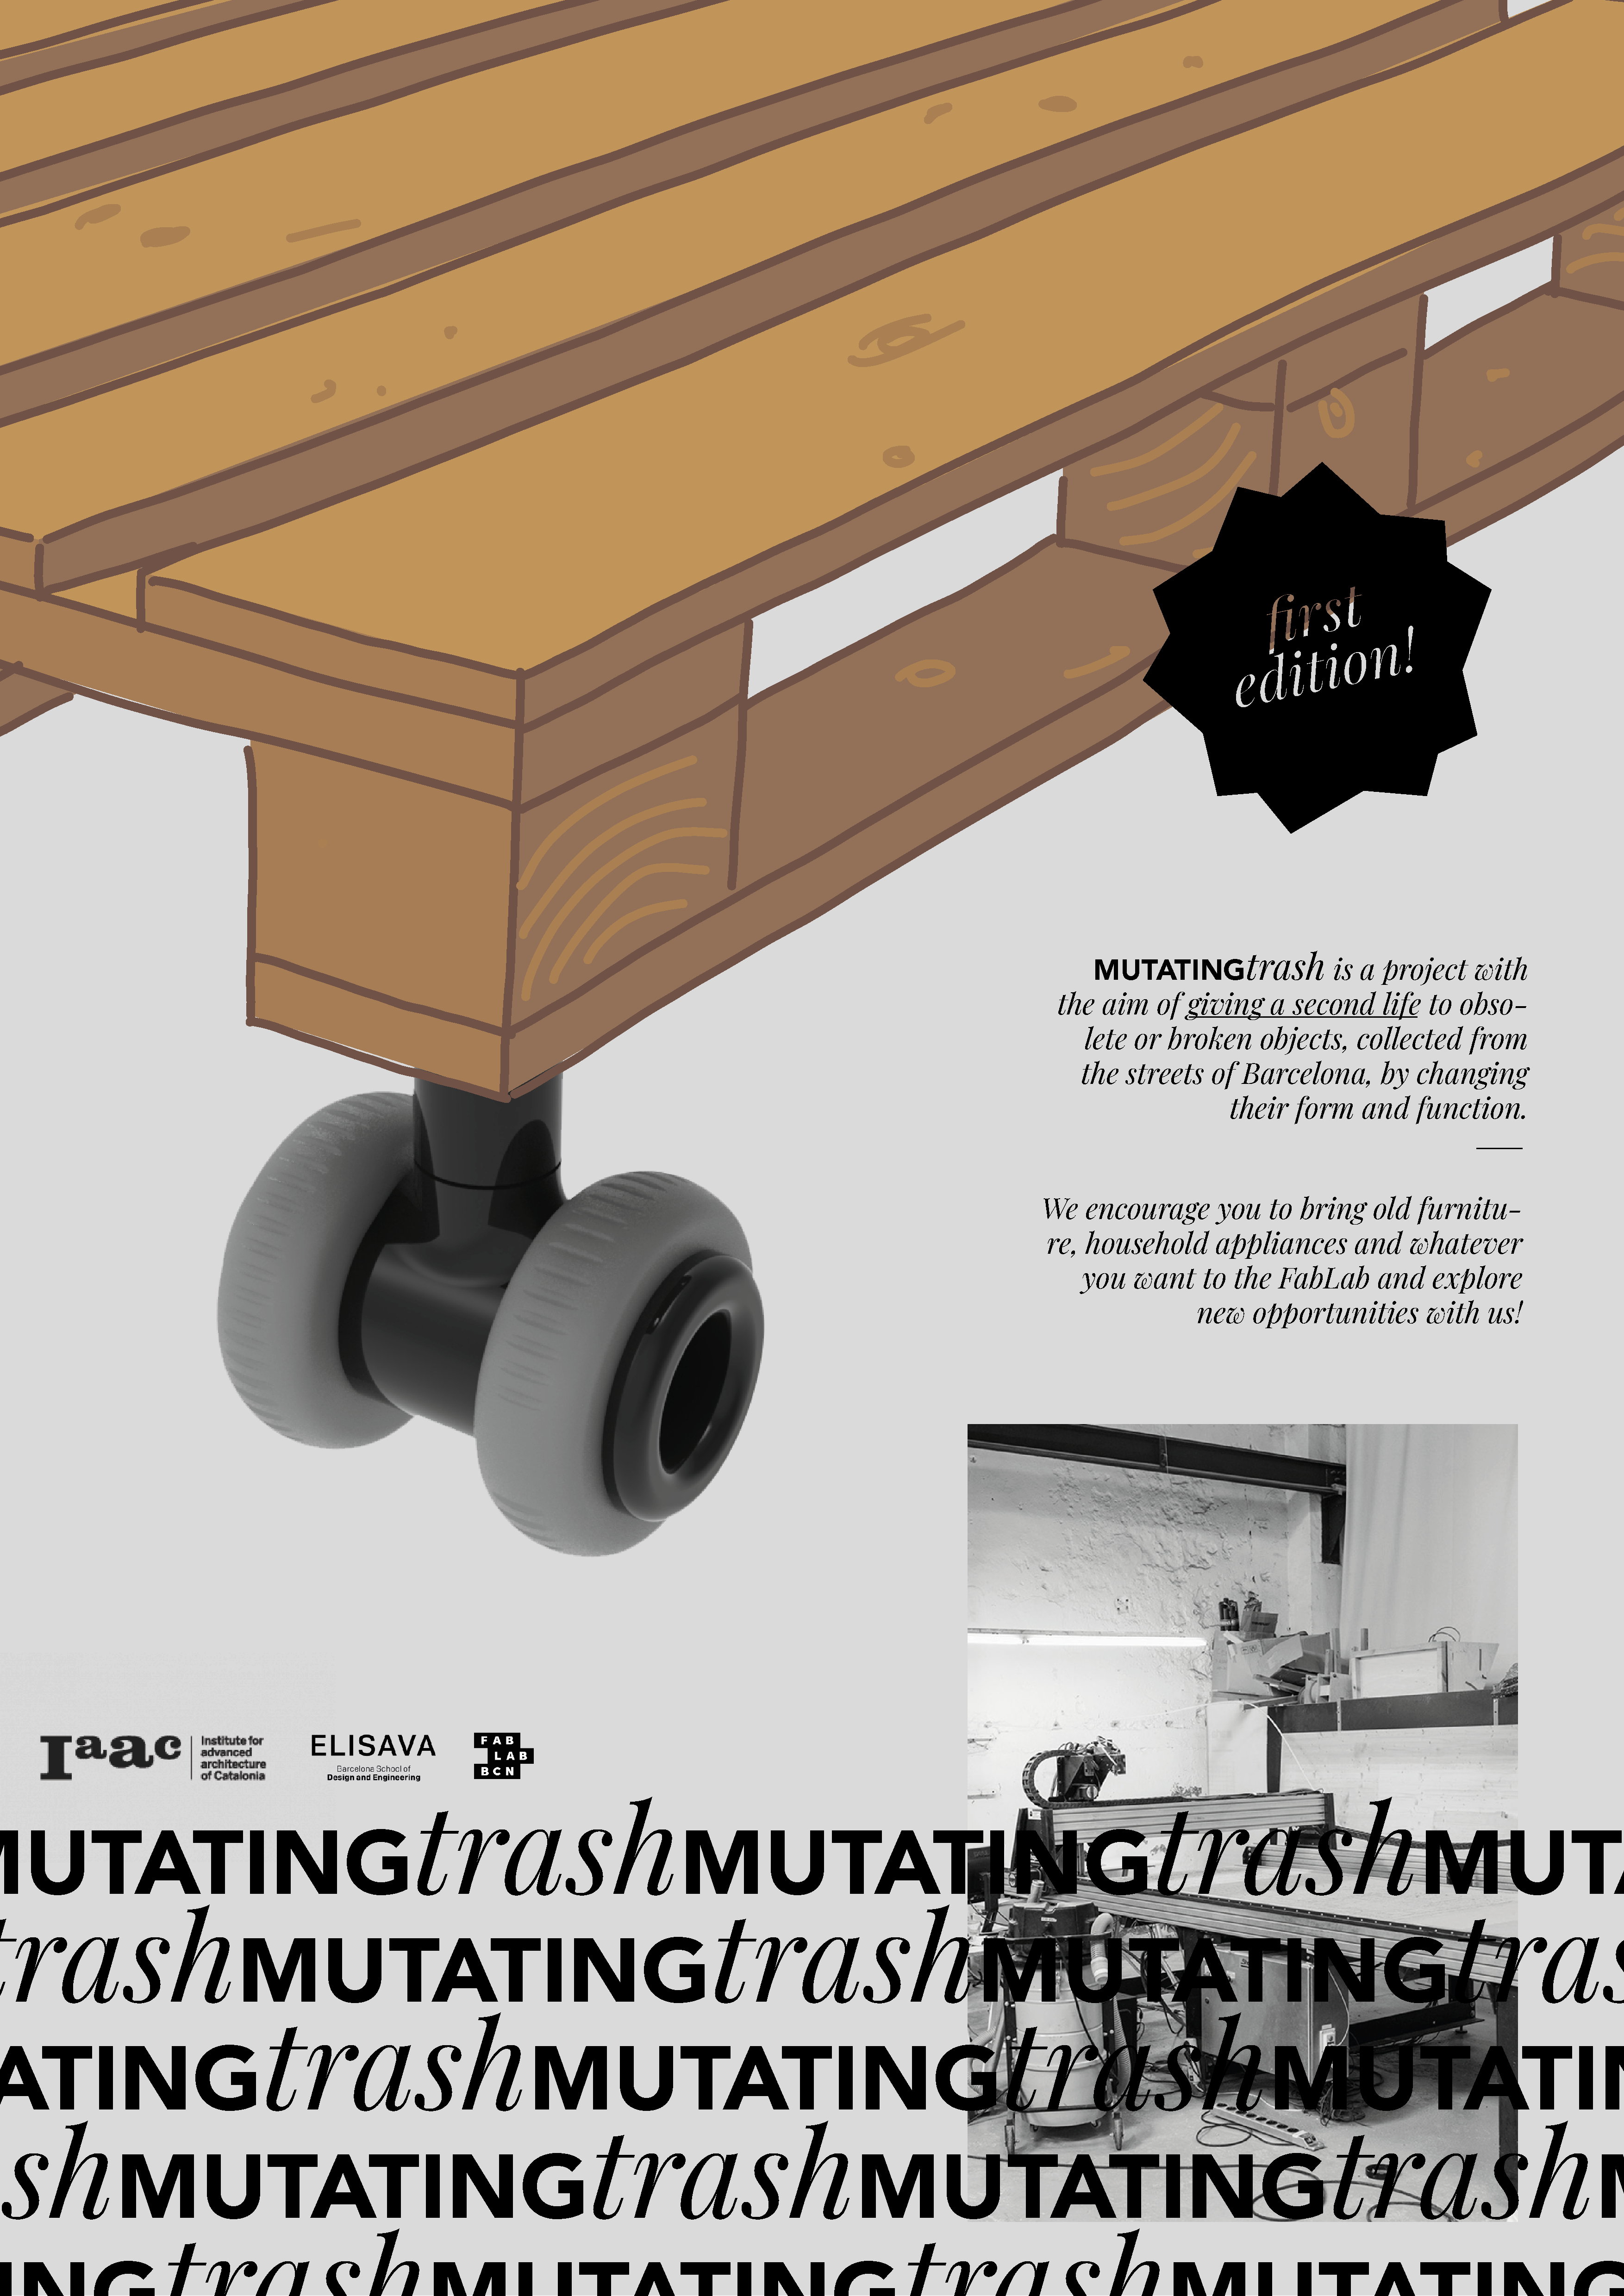 first
edition!
MUTATINGtrash is a project with
the aim of giving a second life to obso-
lete or broken objects, collected from
the streets of Barcelona, by changing
their form and function.
We encourage you to bring old furnitu-
re, household appliances and whatever
you want to the FabLab and explore
new opportunities with us!
Iaac
Institute for
advanced
architecture
of Catalonia
ELISAVA
Barcelona School of
Design and Engineering
FAB
LAB
BCN
MUTATINGtrashMUTATINGtrashMUTA
trashMUTATINGtrashMUTATINGtras
ATINGtrashMUTATINGtrashMUTATIN
shMUTATINGtrashMUTATINGtrashM
INGtrashMUTATINGtrashMUTATING